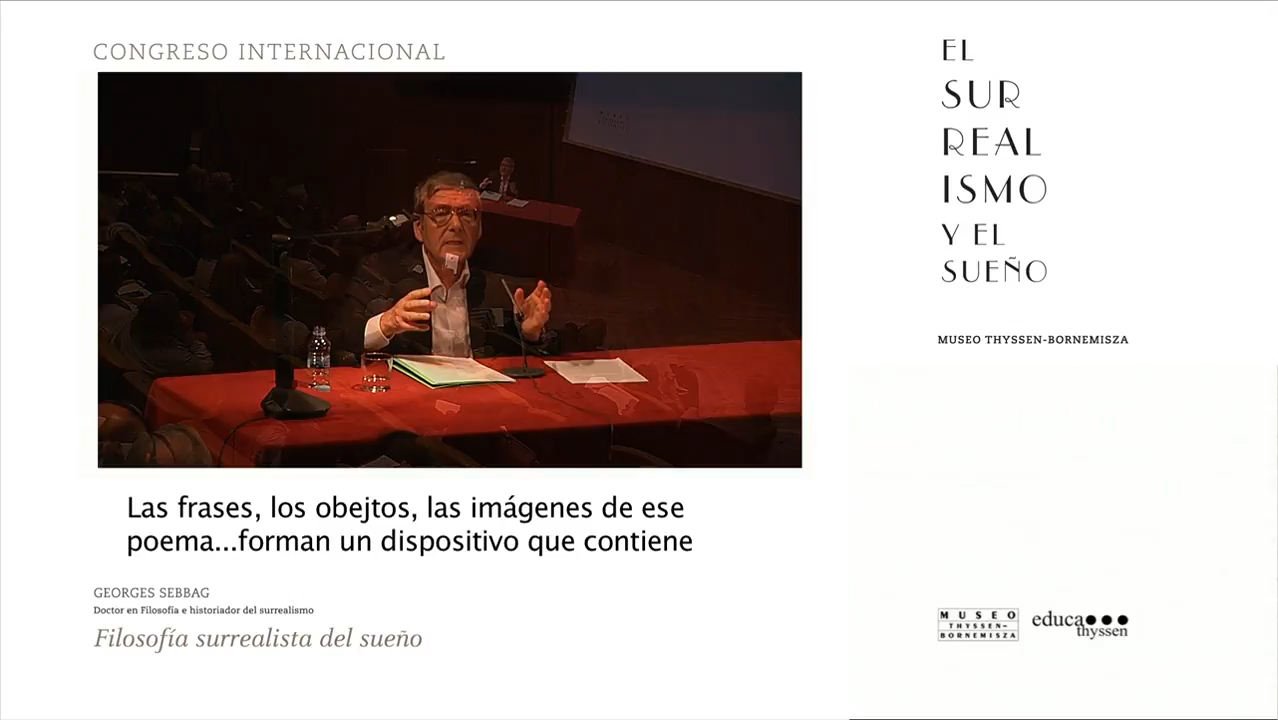 CONGRESO INTERNACIONAL
EL
SUR
REAL
ISMO
Y EL
SUEÑO
MUSEO THYSSEN-BORNEMISZA
Las frases, los obejtos, las imágenes de ese
poema...forman un dispositivo que contiene
GEORGES SEBBAG
Doctor en Filosofía e historiador del surrealismo
Filosofía surrealista del sueño
MUSEO
THYSSEN-
BORNEMISZA
educa
thyssen